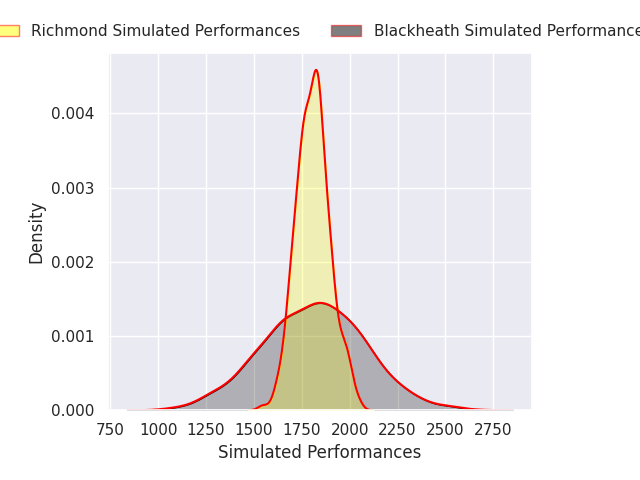 Richmond Simulated Performances
Blackheath Simulated Performance
0.004
0.003
0.002
0.001
0.000
Density
750 1000 1250 1500 1750 2000 2250 2500 2750
Simulated Performances